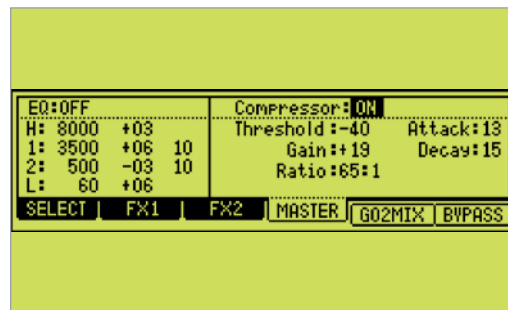 EQ:OFF
H: 8000 +03
1: 3500 +06 10
2: 500 -03 10
L: 60 +06
Compressor:ON
Threshold :-40 Attack:13
Gain:+19 Decay:15
Ratio:65:1
SELECT FX1 FX2 MASTER GO2MIX BYPASS